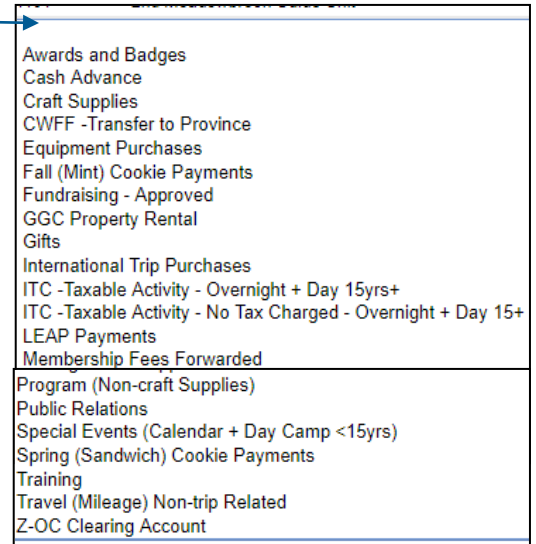 Awards and Badges
Cash Advance
Craft Supplies
CWFF -Transfer to Province
Equipment Purchases
Fall (Mint) Cookie Payments
Fundraising - Approved
GGC Property Rental
Gifts
International Trip Purchases
ITC -Taxable Activity - Overnight + Day 15yrs+
ITC -Taxable Activity - No Tax Charged - Overnight + Day 15+
LEAP Payments
Membership Fees Forwarded
Program (Non-craft Supplies)
Public Relations
Special Events (Calendar + Day Camp <15yrs)
Spring (Sandwich) Cookie Payments
Training
Travel (Mileage) Non-trip Related
Z-OC Clearing Account